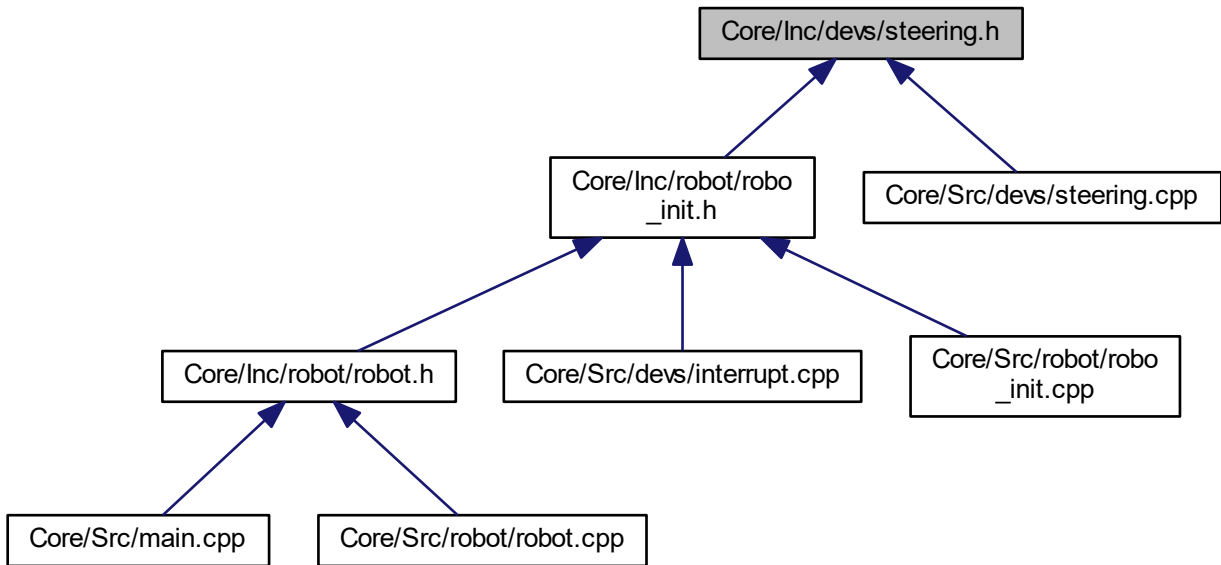 Core/Inc/devs/steering.h
Core/Inc/robot/robo
_init.h
Core/Src/devs/steering.cpp
Core/Inc/robot/robot.h
Core/Src/devs/interrupt.cpp
Core/Src/robot/robo
_init.cpp
Core/Src/main.cpp
Core/Src/robot/robot.cpp